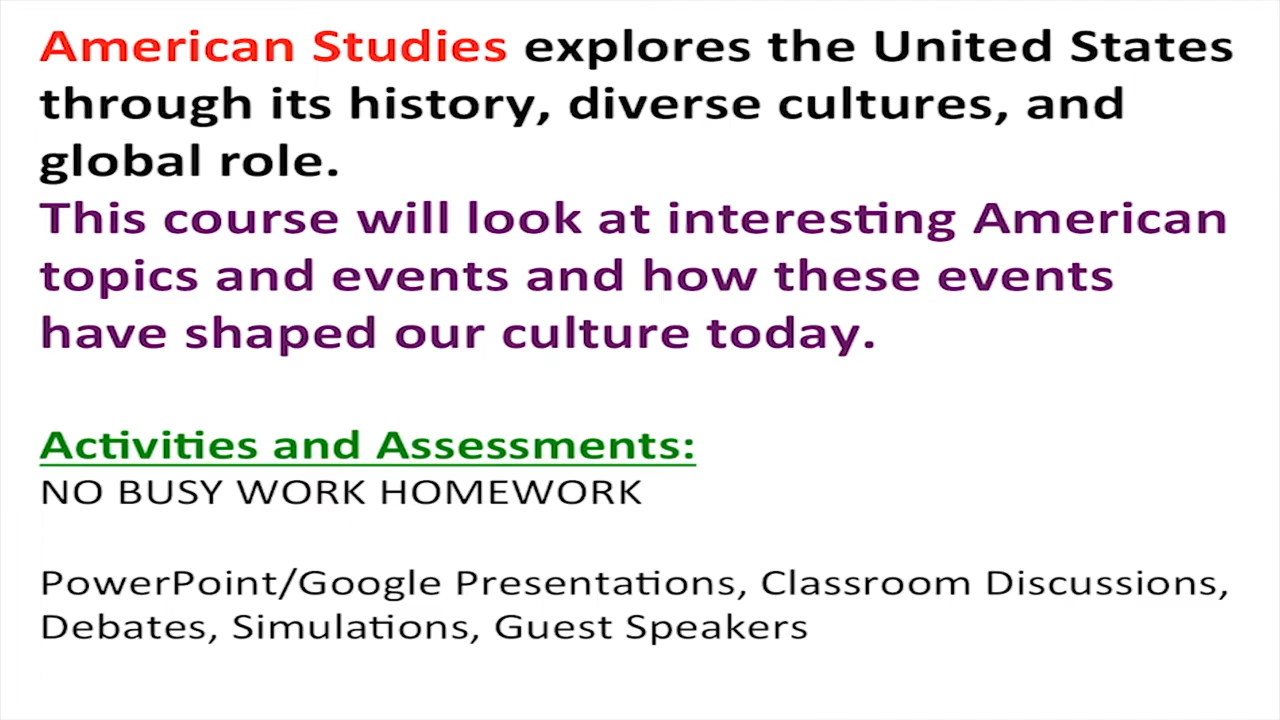 American Studies explores the United States
through its history, diverse cultures, and
global role.
This course will look at interesting American
topics and events and how these events
have shaped our culture today.
Activities and Assessments:
NO BUSY WORK HOMEWORK
PowerPoint/Google Presentations, Classroom Discussions,
Debates, Simulations, Guest Speakers